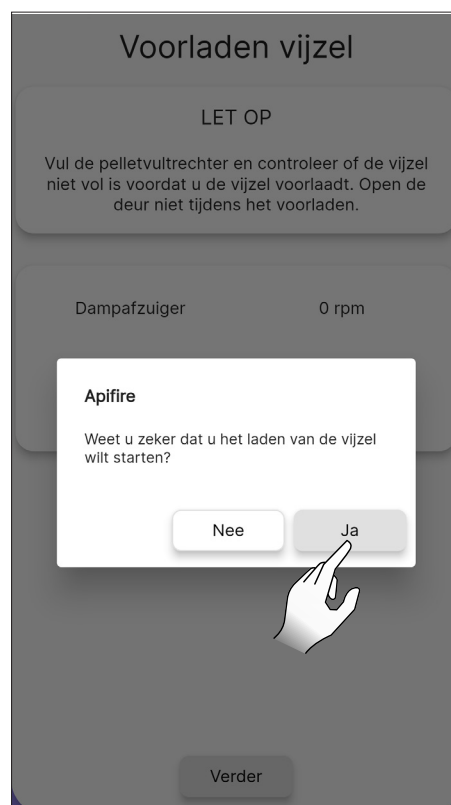 Voorladen vijzel
LET OP
Vul de pelletvultrechter en controleer of de vijzel
niet vol is voordat u de vijzel voorlaadt. Open de
deur niet tijdens het voorladen.
Dampafzuiger 0 rpm
Apifire
Weet u zeker dat u het laden van de vijzel
wilt starten?
Nee Ja
Verder